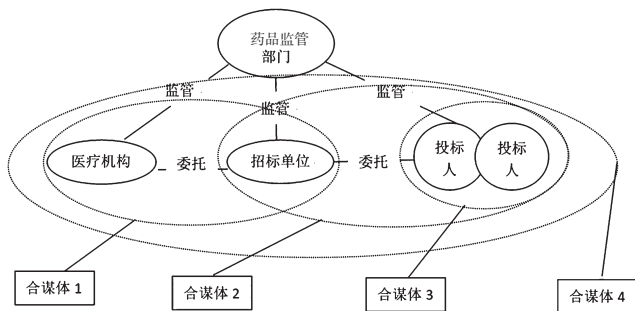 药品监管
部门
监管
监管
监管
医疗机构
委托
招标单位
委托
投标
人
投标
人
合谋体 1
合谋体 2
合谋体 3
合谋体 4